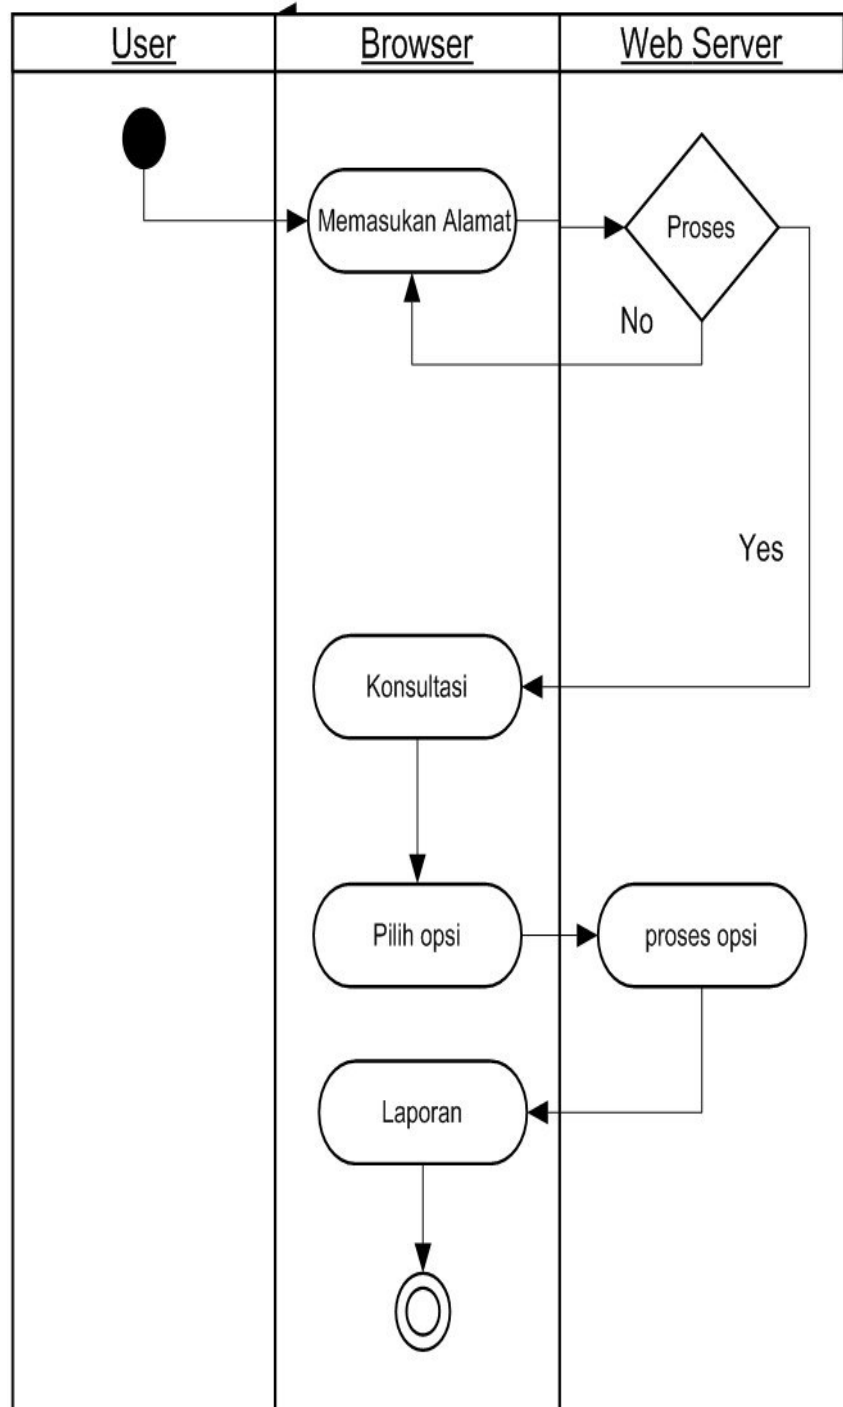 User
Browser
Web Server
Memasukan Alamat
Proses
No
Yes
Konsultasi
Pilih opsi
proses opsi
Laporan